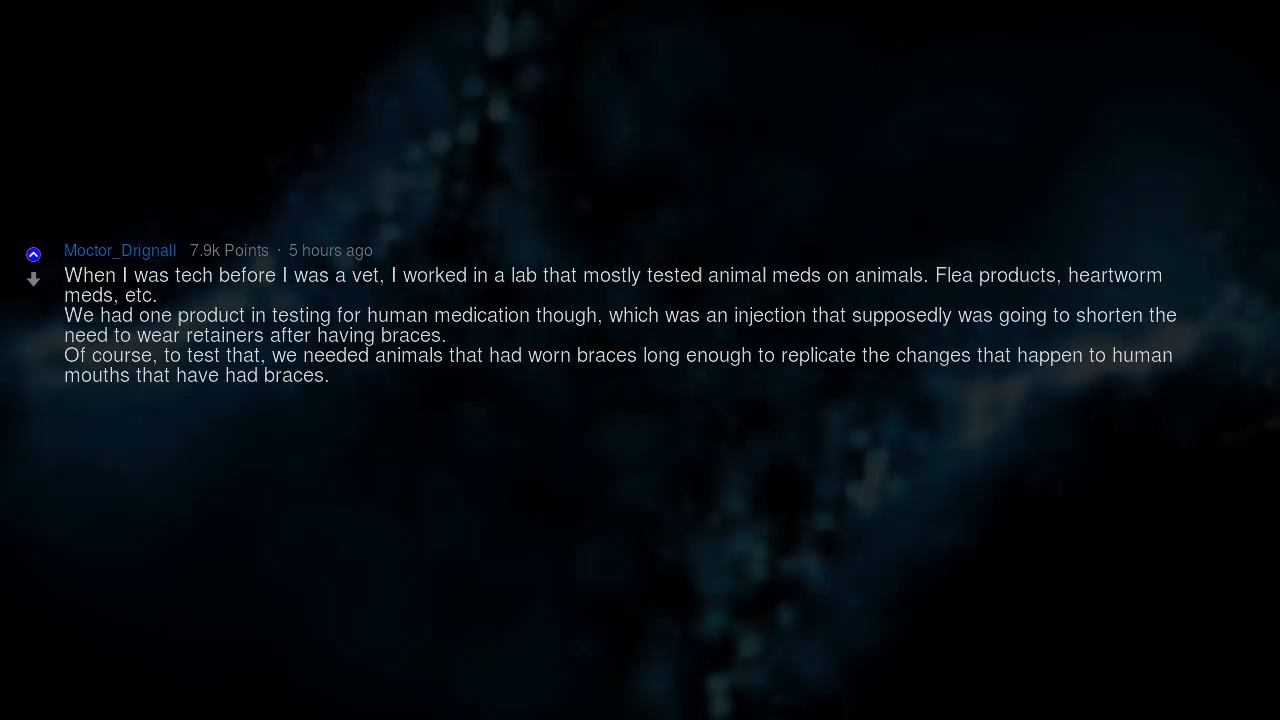 Moctor_Drignall 7.9k Points · 5 hours ago
When I was tech before I was a vet, I worked in a lab that mostly tested animal meds on animals. Flea products, heartworm
meds, etc.
We had one product in testing for human medication though, which was an injection that supposedly was going to shorten the
need to wear retainers after having braces.
Of course, to test that, we needed animals that had worn braces long enough to replicate the changes that happen to human
mouths that have had braces.